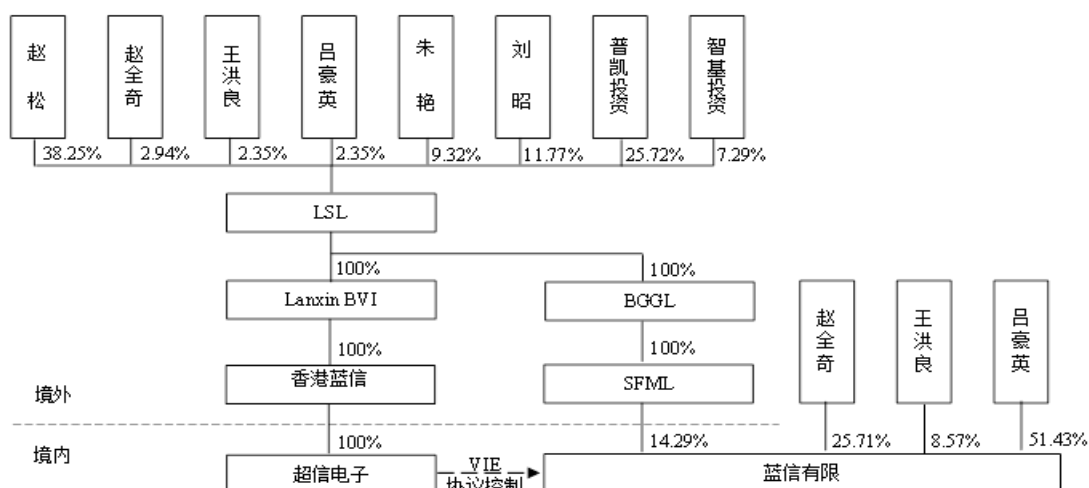 赵松
赵全奇
王洪良
吕豪英
朱艳
刘昭
普凯投资
智基投资
38.25%
2.94%
2.35%
2.35%
9.32%
11.77%
25.72%
7.29%
LSL
100%
100%
Lanxin BVI
BGGL
赵全奇
王洪良
吕豪英
100%
100%
香港蓝信
SFML
境外
境内
100%
14.29%
25.71%
8.57%
51.43%
超信电子
VIE
协议控制
蓝信有限